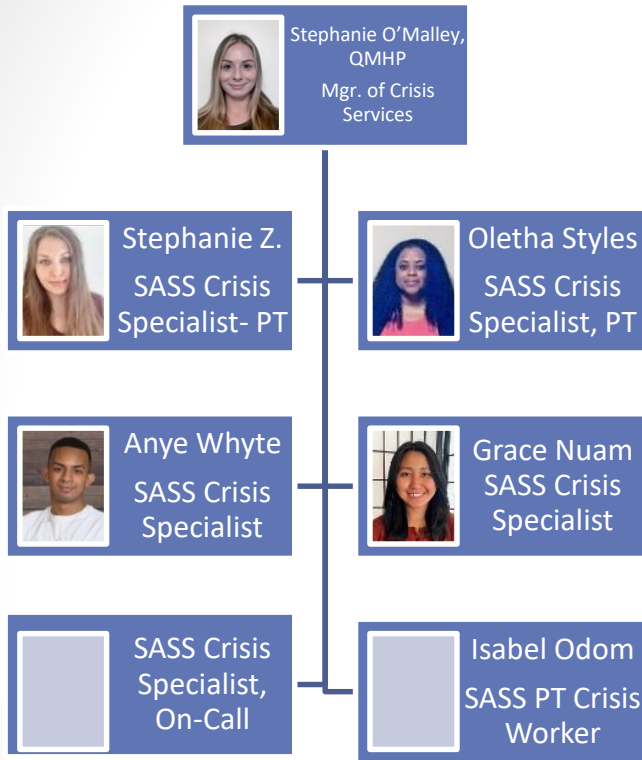 Stephanie O’Malley,
QMHP
Mgr. of Crisis
Services
Stephanie Z.
SASS Crisis
Specialist- PT
Oletha Styles
SASS Crisis
Specialist, PT
Anye Whyte
SASS Crisis
Specialist
Grace Nuam
SASS Crisis
Specialist
SASS Crisis
Specialist,
On-Call
Isabel Odom
SASS PT Crisis
Worker